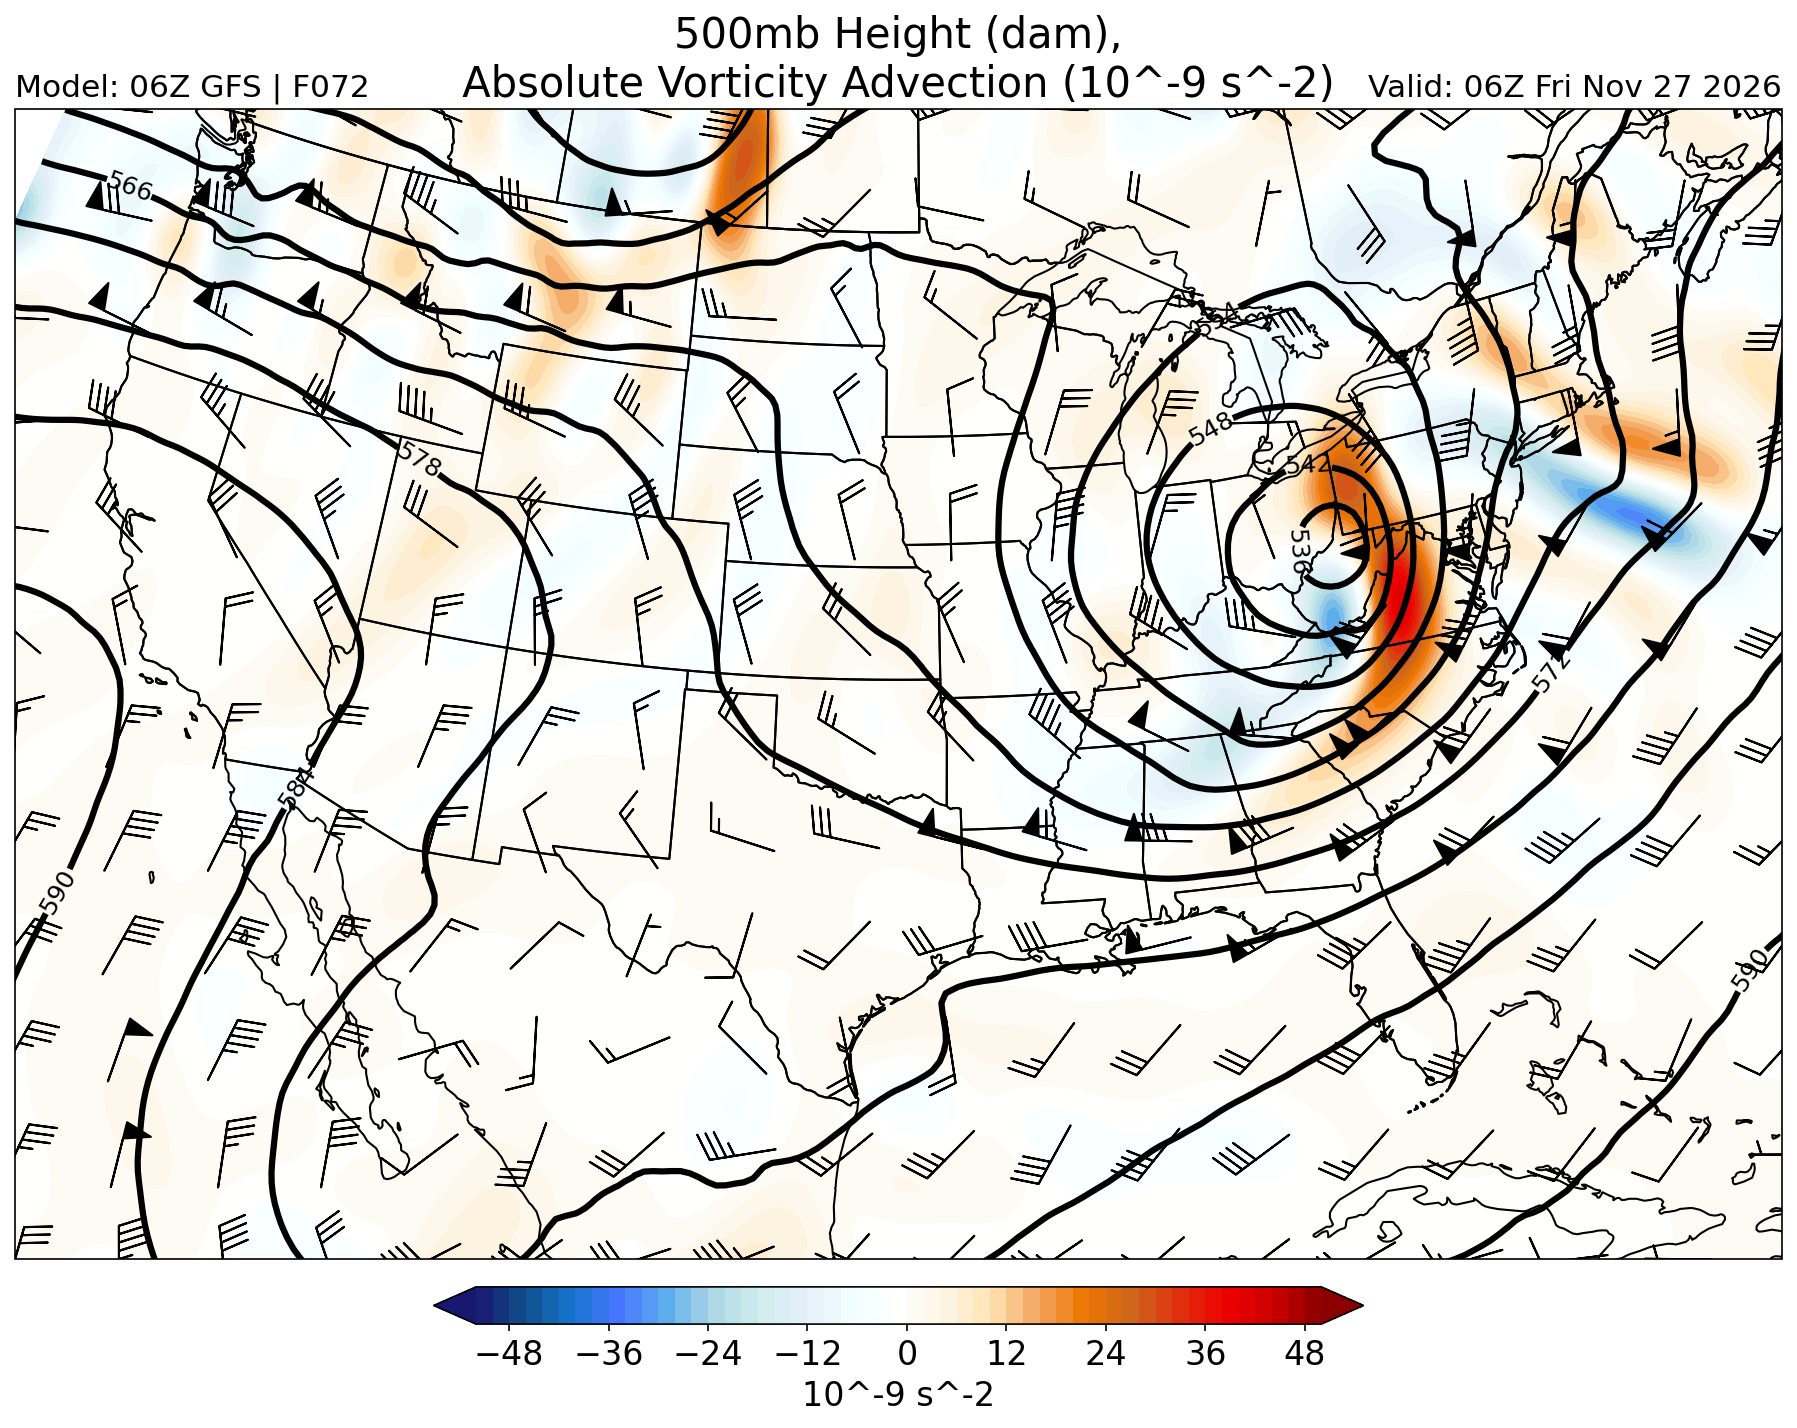 500mb Height (dam),
Model: 06Z GFS | F072
Absolute Vorticity Advection (10^-9 s^-2)
Valid: 06Z Fri Nov 27 2026
566
548
542
578
536
572
584
590
590
−48 −36 −24 −12 0 12 24 36 48
10^-9 s^-2